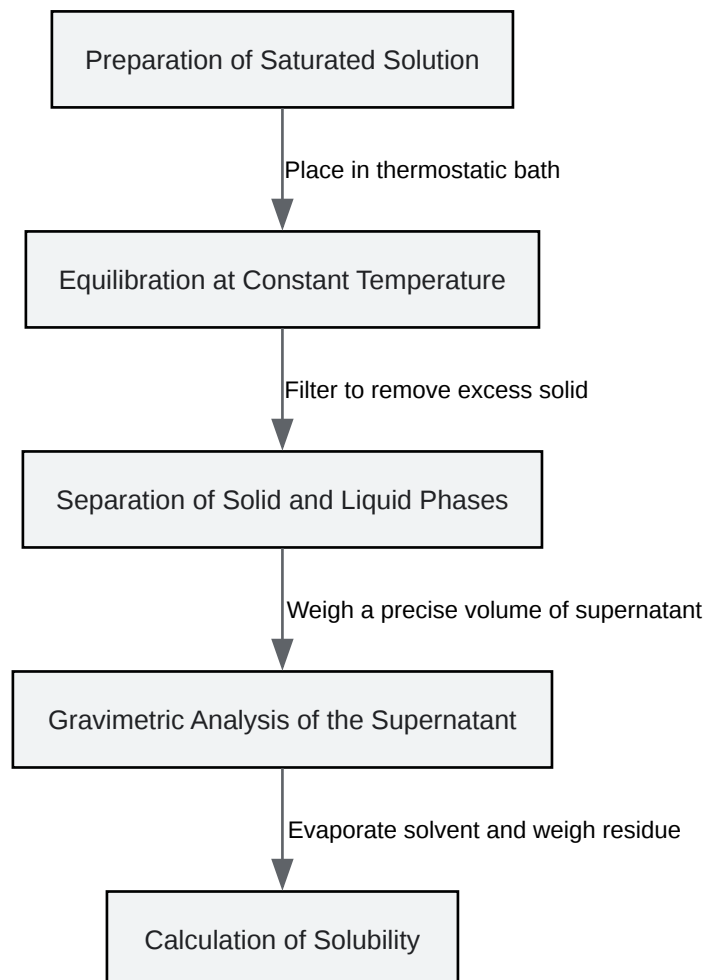 Preparation of Saturated Solution
Place in thermostatic bath
Equilibration at Constant Temperature
Filter to remove excess solid
Separation of Solid and Liquid Phases
Weigh a precise volume of supernatant
Gravimetric Analysis of the Supernatant
Evaporate solvent and weigh residue
Calculation of Solubility